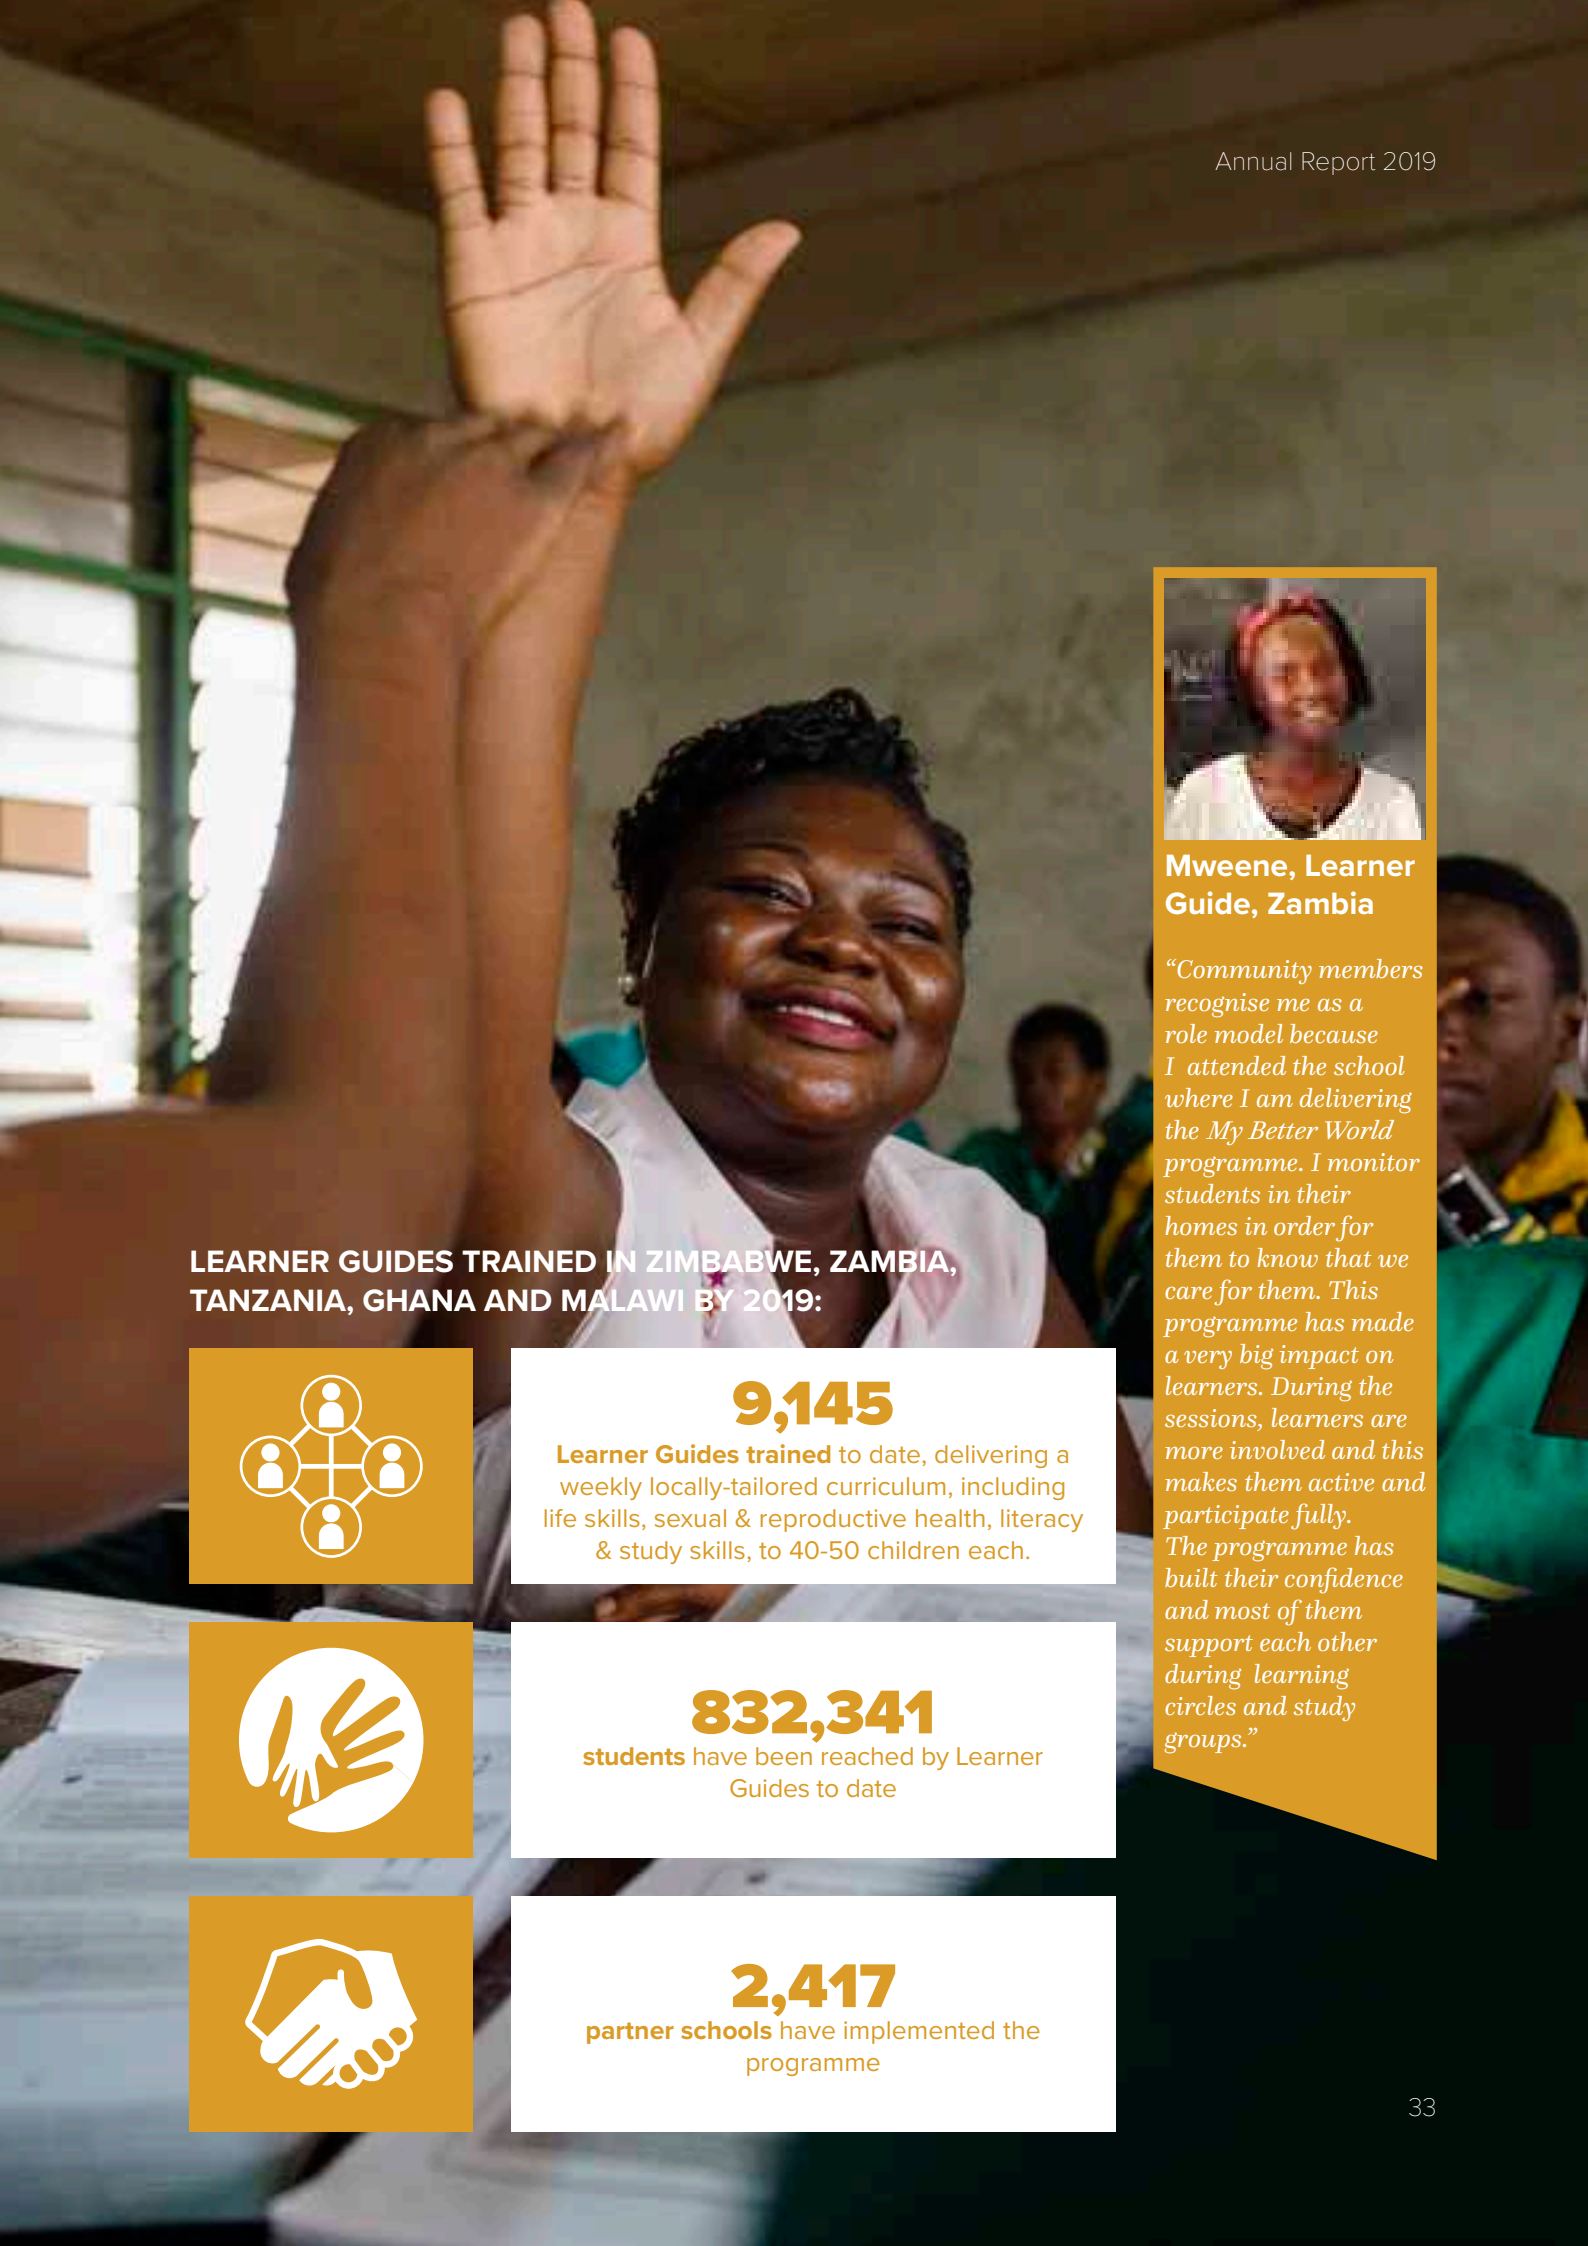 Annual Report 2019
Mweene, Learner
Guide, Zambia
“Community members
recognise me as a
role model because
I  attended the school
where I am delivering
the My Better World
programme. I monitor
students in their
homes in order for
them to know that we
care for them. This
programme has made
a very big impact on
learners. During the
sessions, learners are
more involved and this
makes them active and
participate fully.
The programme has
built their confidence
and most of them
support each other
during  learning
circles and study
groups.”
LEARNER GUIDES TRAINED IN ZIMBABWE, ZAMBIA,
TANZANIA, GHANA AND MALAWI BY 2019:
9,145
Learner Guides trained to date, delivering a
weekly locally-tailored curriculum, including
life skills, sexual & reproductive health, literacy
& study skills, to 40-50 children each.
832,341
students have been reached by Learner
Guides to date
2,417
partner schools have implemented the
programme
33